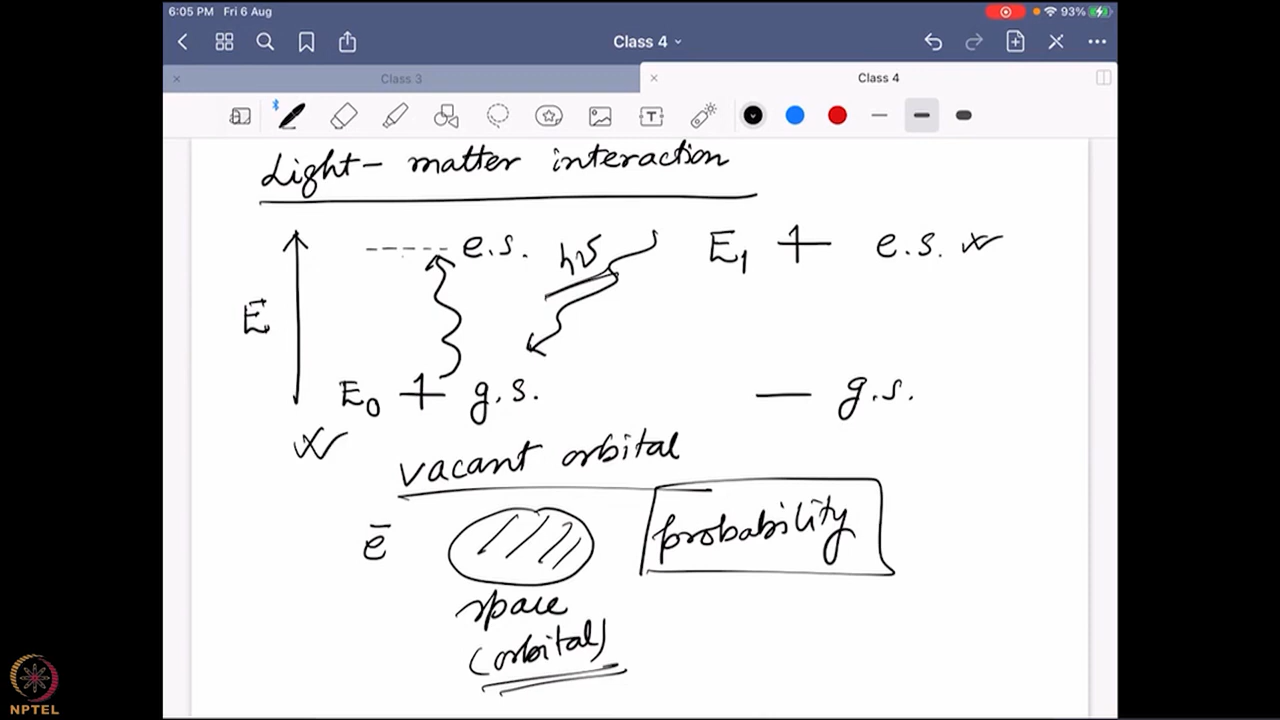 6:05 PM Fri 6 Aug
93%
Class 4
Class 3
Class 4
T
Light - matter interaction
e.s. hν E₁ e.s.
E
E₀ g.s. g.s.
vacant orbital
ē probability
space
(orbital)
NPTEL